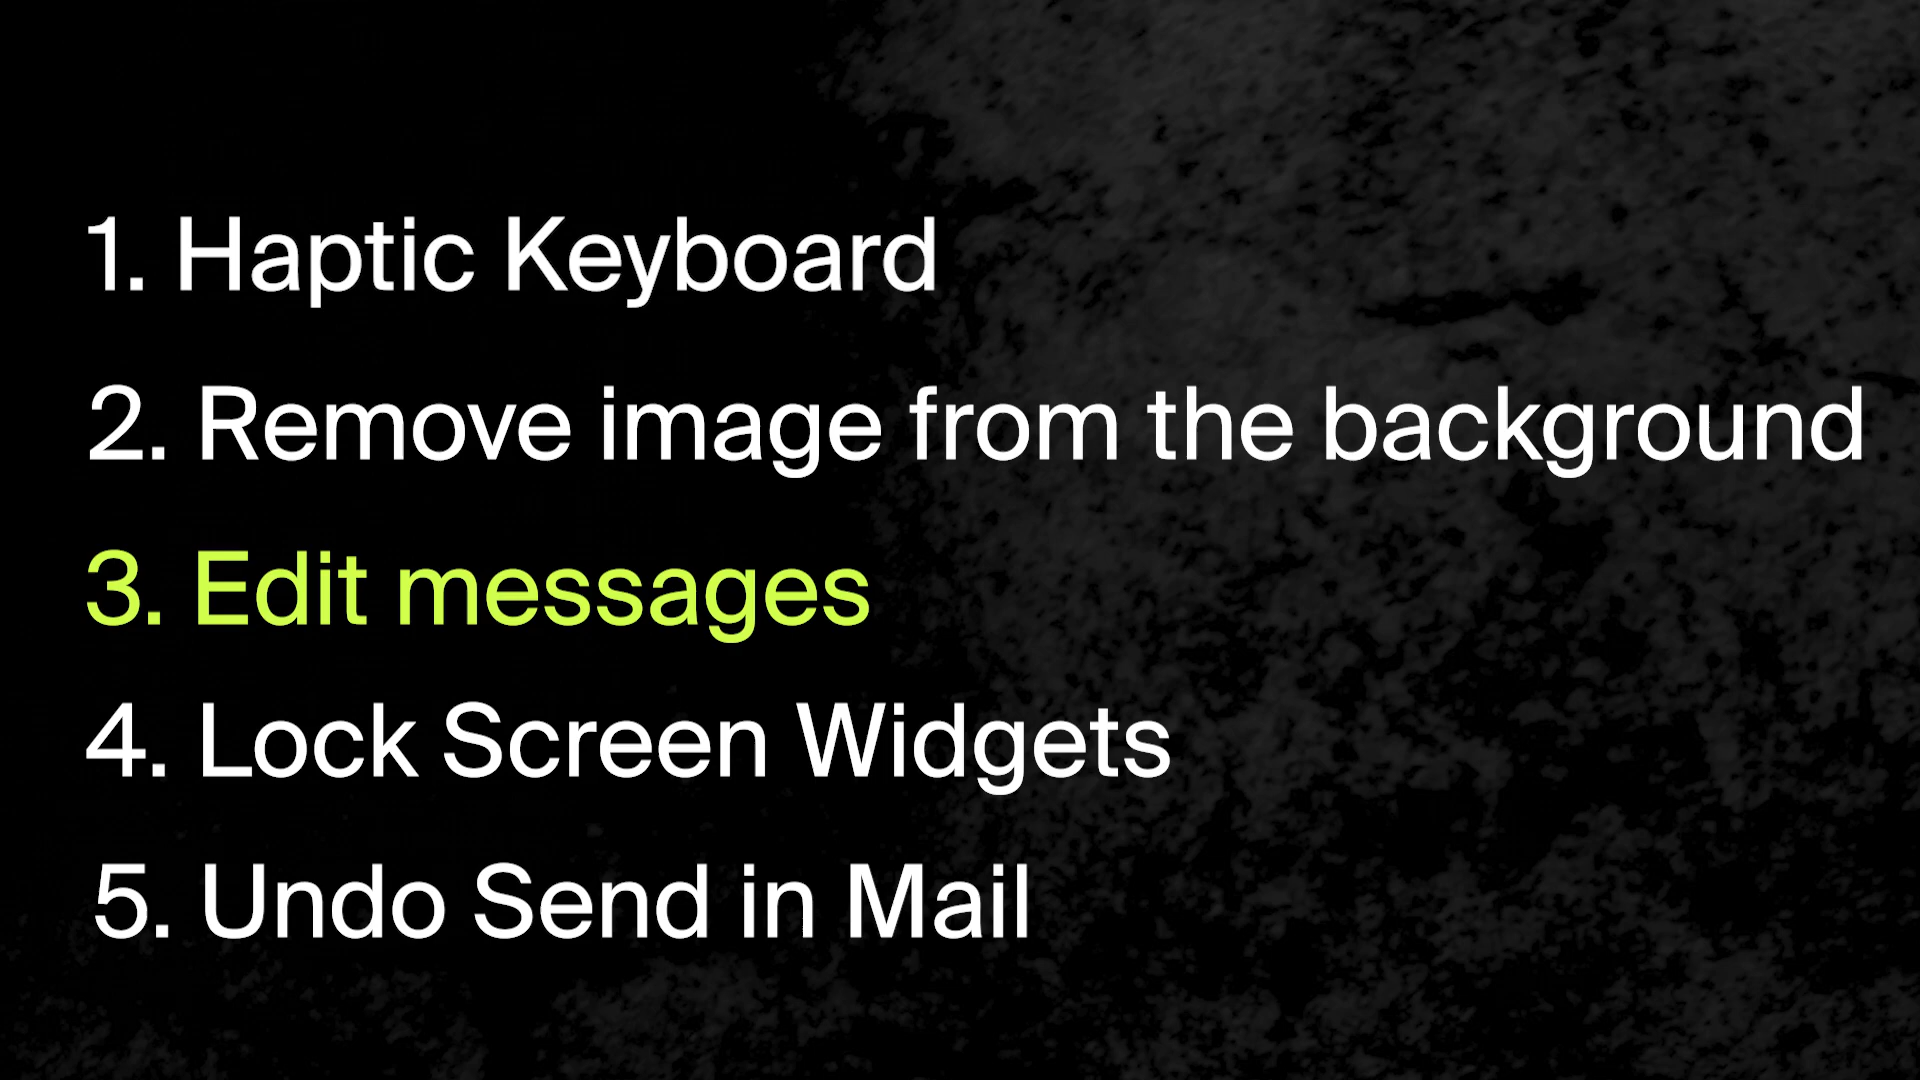 1. Haptic Keyboard
2. Remove image from the background
3. Edit messages
4. Lock Screen Widgets
5. Undo Send in Mail